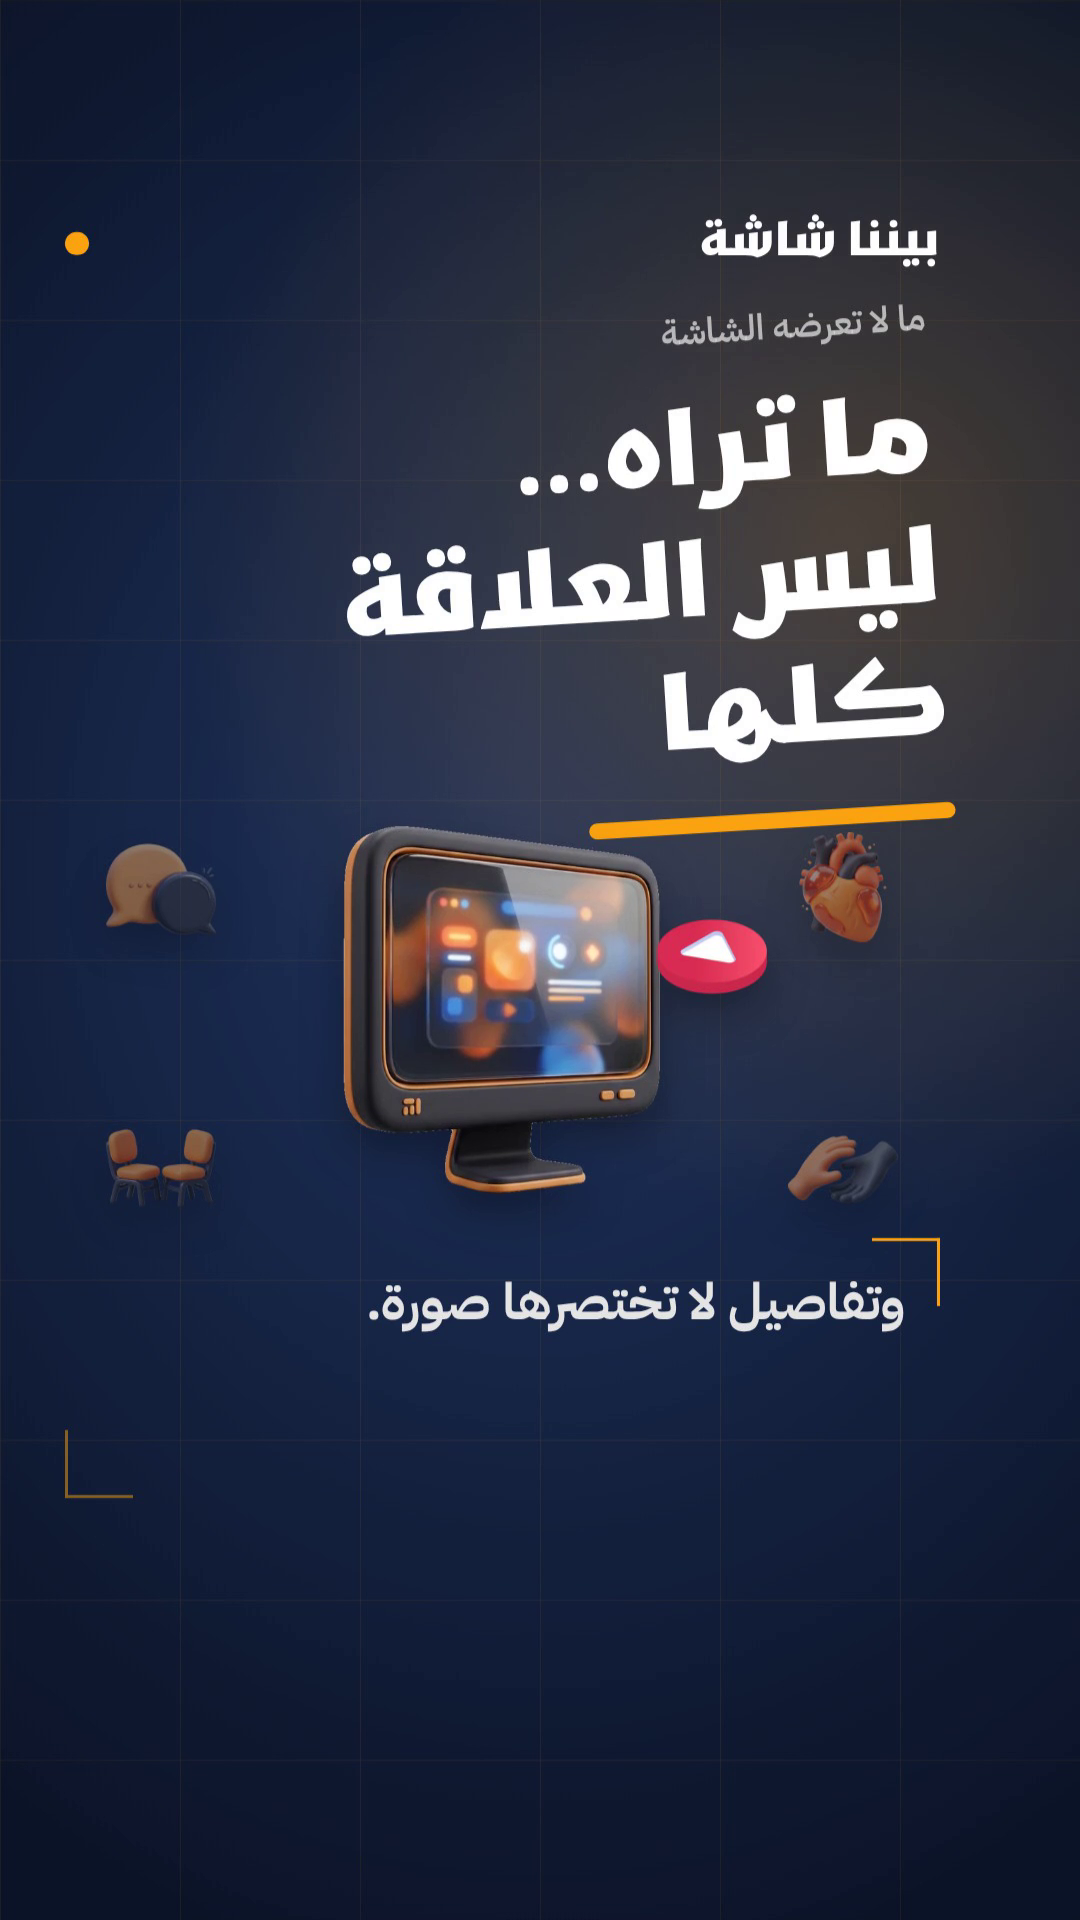 بيننا شاشة
ما لا تعرضه الشاشة
ما تراه...
ليس العلاقة
كلها
وتفاصيل لا تختصرها صورة.